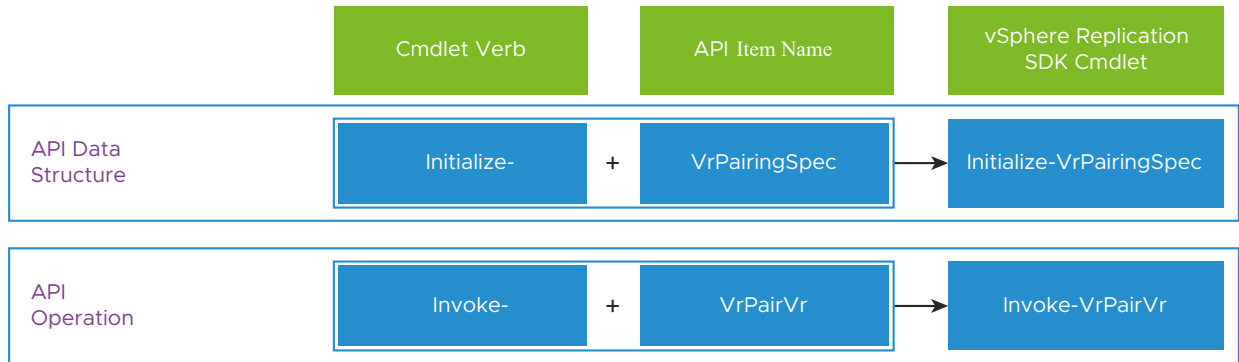 Cmdlet Verb
API Item Name
vSphere Replication
SDK Cmdlet
API Data
Structure
Initialize-
+
VrPairingSpec
Initialize-VrPairingSpec
API
Operation
Invoke-
+
VrPairVr
Invoke-VrPairVr